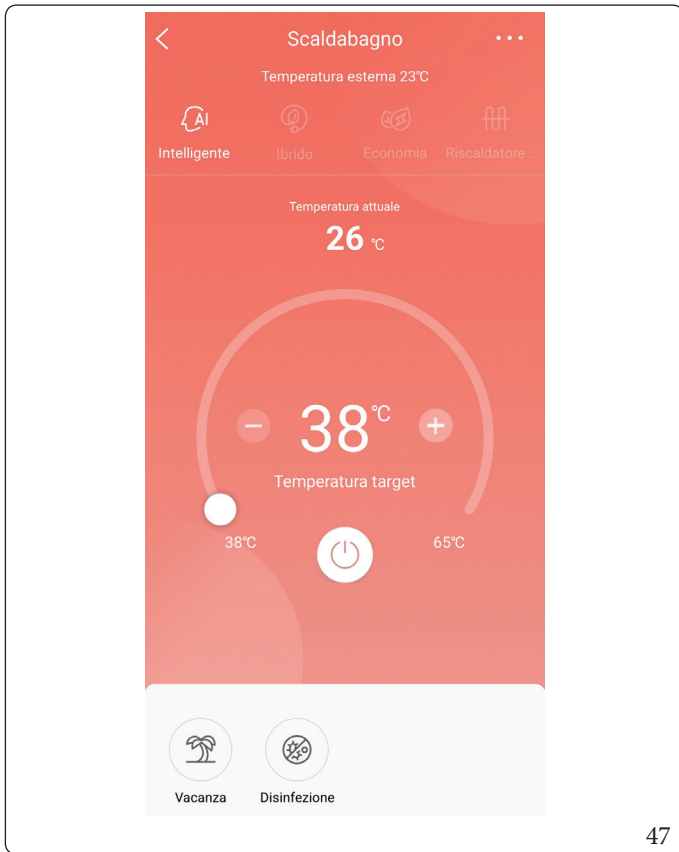 Scaldabagno
Temperatura esterna 23℃
AI
Intelligente Ibrido Economia Riscaldatore ...
Temperatura attuale
26 ℃
38℃
Temperatura target
38℃ 65℃
Vacanza Disinfezione
47